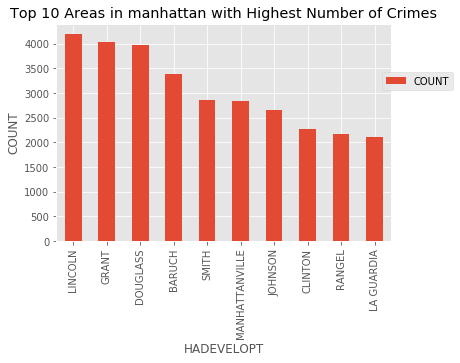 Top 10 Areas in manhattan with Highest Number of Crimes
4000
3500
3000
2500
2000
1500
1000
500
0
COUNT
COUNT
LINCOLN
GRANT
DOUGLASS
BARUCH
SMITH
MANHATTANVILLE
JOHNSON
CLINTON
RANGEL
LA GUARDIA
HADEVELOPT